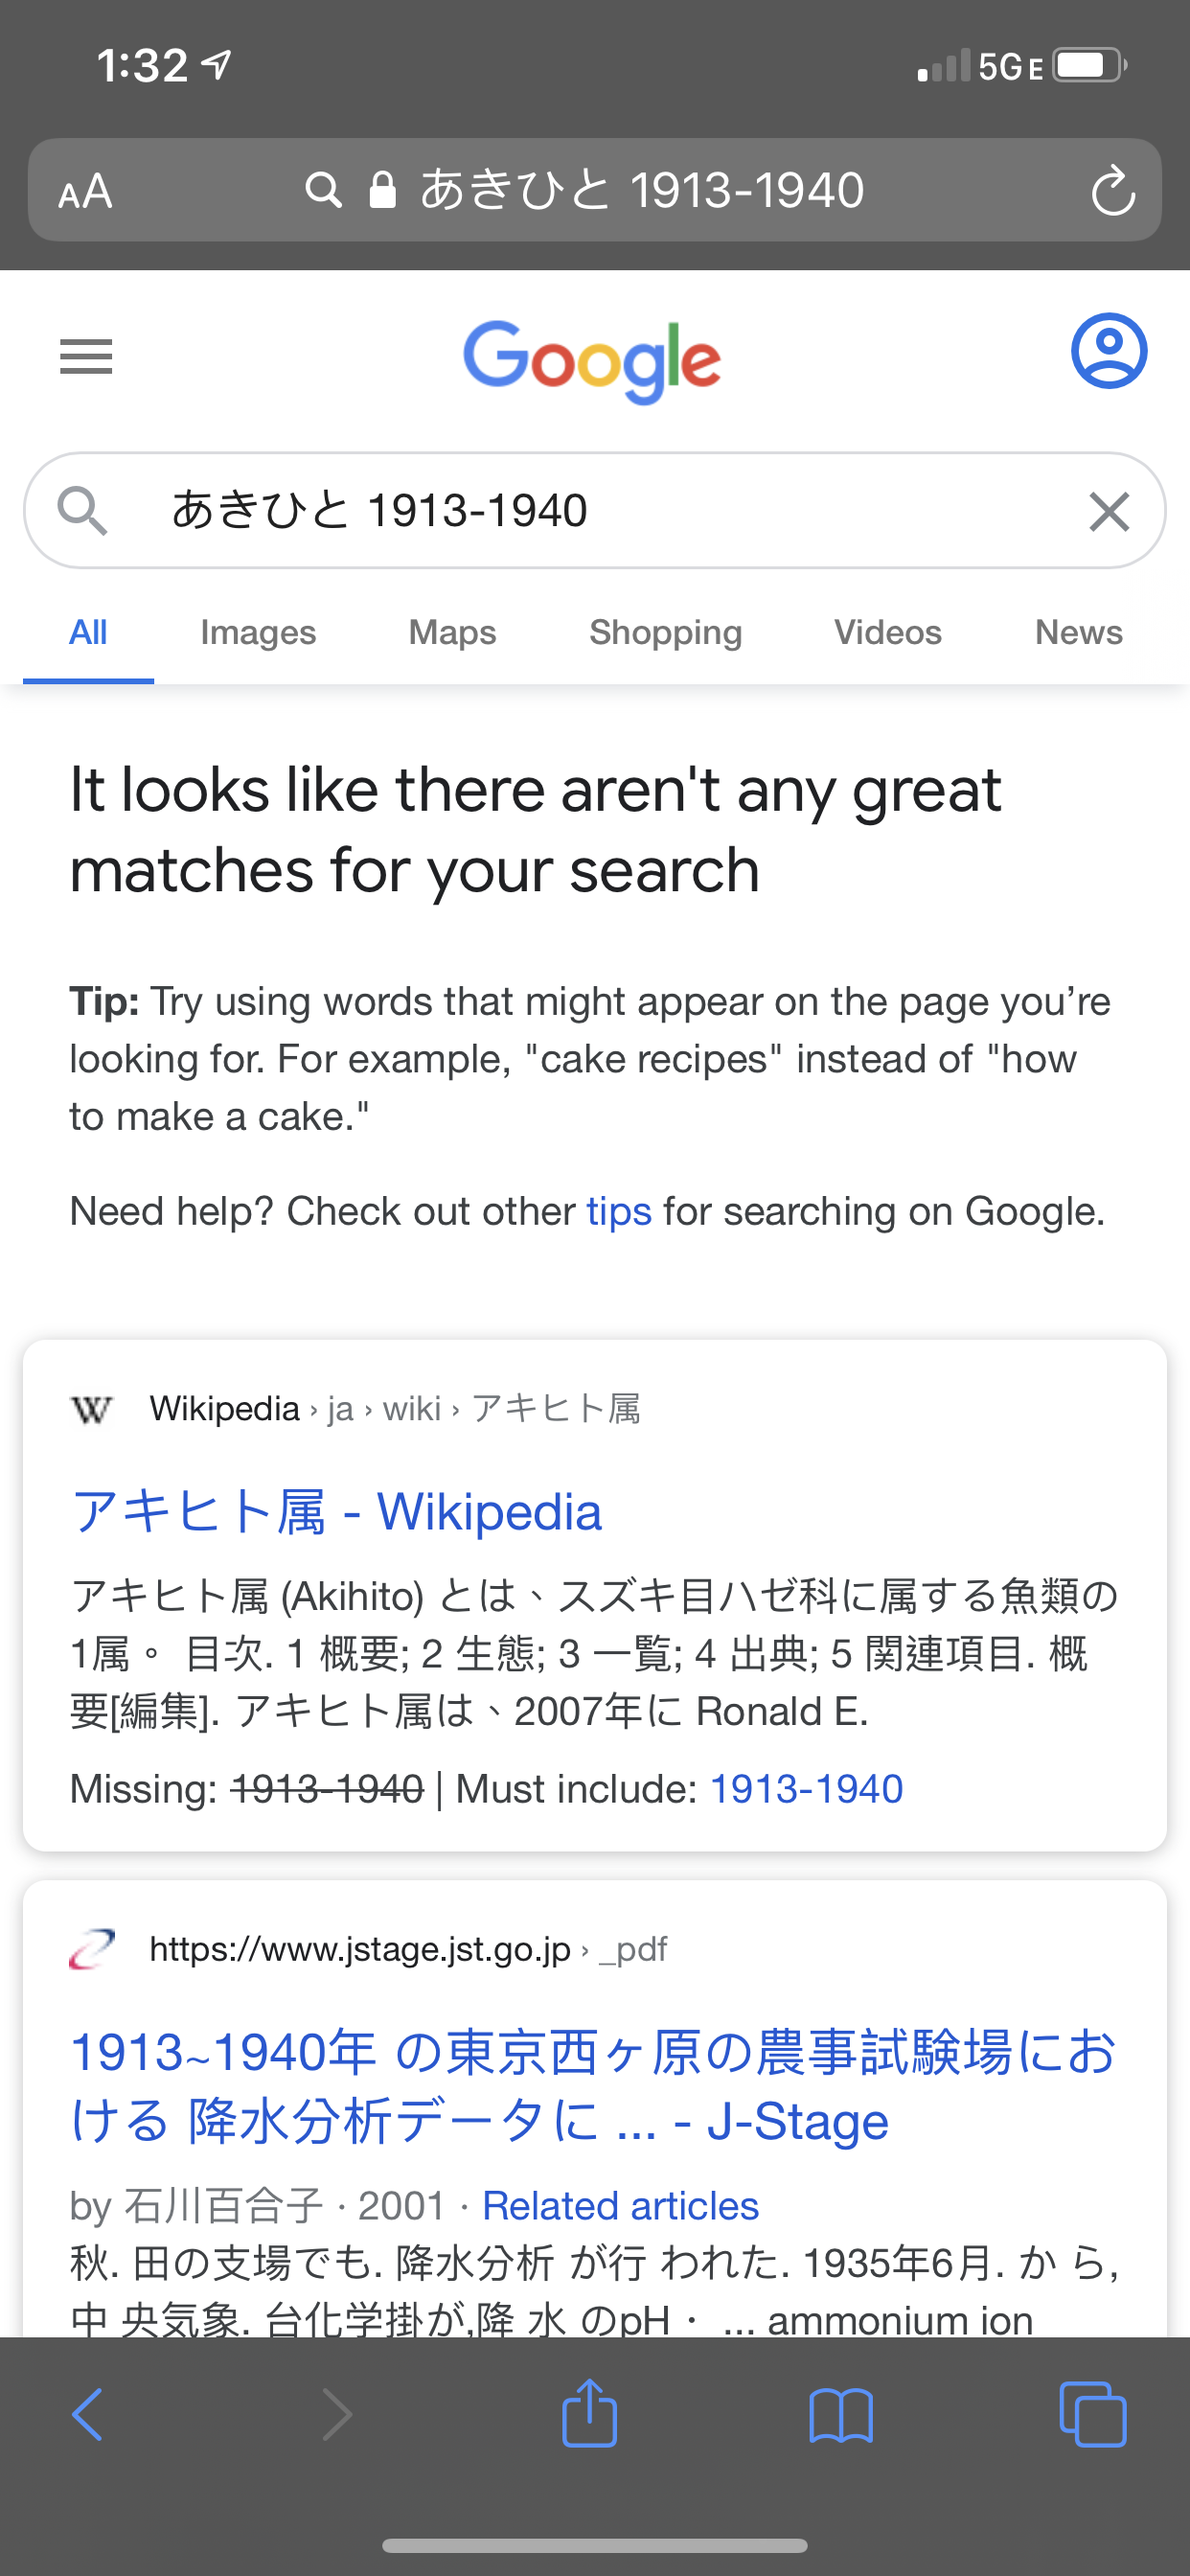 1:32 5GE
AA あきひと 1913-1940
Google
あきひと 1913-1940
All Images Maps Shopping Videos News
It looks like there aren't any great
matches for your search
Tip: Try using words that might appear on the page you’re
looking for. For example, "cake recipes" instead of "how
to make a cake."
Need help? Check out other tips for searching on Google.
W Wikipedia › ja › wiki › アキヒト属
アキヒト属 - Wikipedia
アキヒト属 (Akihito) とは、スズキ目ハゼ科に属する魚類の
1属。 目次. 1 概要; 2 生態; 3 一覧; 4 出典; 5 関連項目. 概
要[編集]. アキヒト属は、2007年に Ronald E.
Missing: 1913-1940 | Must include: 1913-1940
https://www.jstage.jst.go.jp › _pdf
1913~1940年 の東京西ヶ原の農事試験場にお
ける 降水分析データに ... - J-Stage
by 石川百合子 · 2001 · Related articles
秋. 田の支場でも. 降水分析 が行 われた. 1935年6月. か ら,
中 央気象. 台化学掛が,降 水 のpH · ... ammonium ion